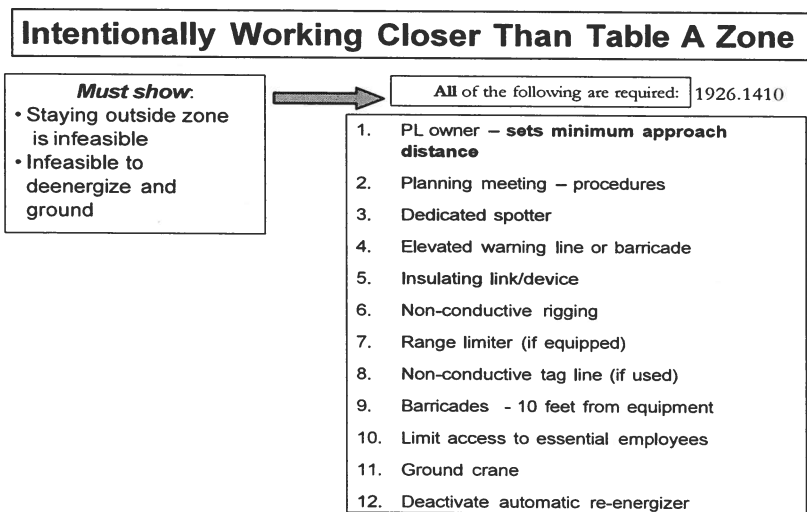 Intentionally Working Closer Than Table A Zone
Must show:
• Staying outside zone
is infeasible
• Infeasible to
deenergize and
ground
All of the following are required:
1926.1410
1. PL owner – sets minimum approach
distance
2. Planning meeting – procedures
3. Dedicated spotter
4. Elevated warning line or barricade
5. Insulating link/device
6. Non-conductive rigging
7. Range limiter (if equipped)
8. Non-conductive tag line (if used)
9. Barricades - 10 feet from equipment
10. Limit access to essential employees
11. Ground crane
12. Deactivate automatic re-energizer